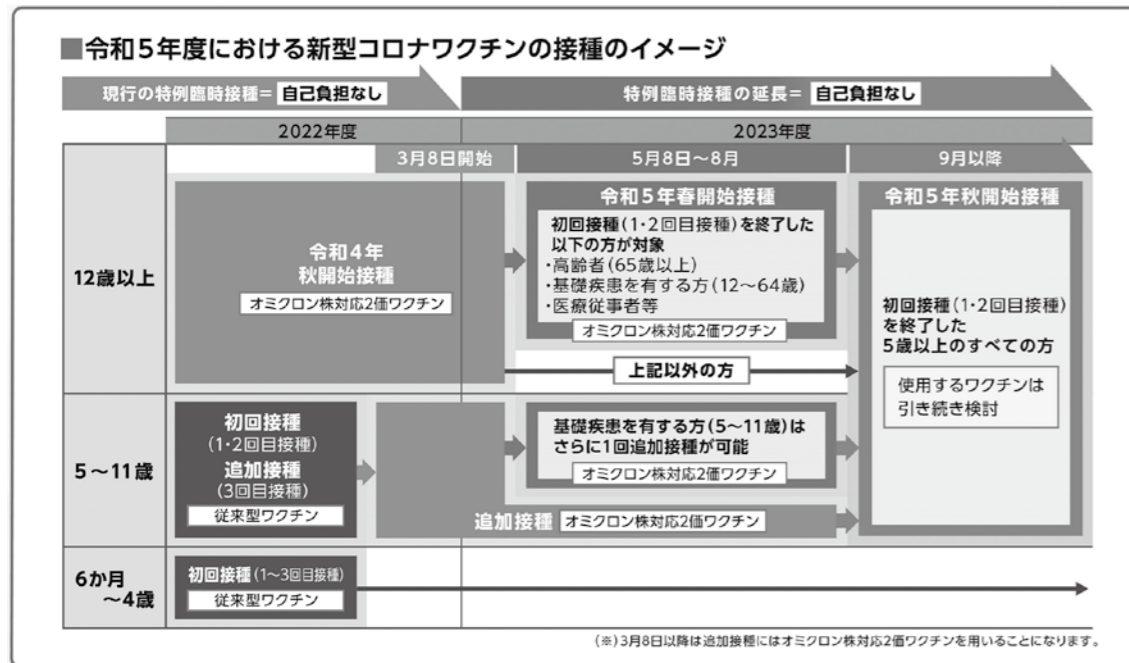 ■令和5年度における新型コロナワクチンの接種のイメージ
現行の特例臨時接種= 自己負担なし
特例臨時接種の延長= 自己負担なし
2022年度
2023年度
3月8日開始
5月8日〜8月
9月以降
12歳以上
令和4年
秋開始接種
オミクロン株対応2価ワクチン
令和5年春開始接種
初回接種(1・2回目接種)を終了した
以下の方が対象
・高齢者(65歳以上)
・基礎疾患を有する方(12〜64歳)
・医療従事者等
オミクロン株対応2価ワクチン
上記以外の方
令和5年秋開始接種
初回接種(1・2回目接種)
を終了した
5歳以上のすべての方
使用するワクチンは
引き続き検討
5〜11歳
初回接種
(1・2回目接種)
追加接種
(3回目接種)
従来型ワクチン
基礎疾患を有する方(5〜11歳)は
さらに1回追加接種が可能
オミクロン株対応2価ワクチン
追加接種 オミクロン株対応2価ワクチン
6か月
〜4歳
初回接種(1〜3回目接種)
従来型ワクチン
(※)3月8日以降は追加接種にはオミクロン株対応2価ワクチンを用いることになります。